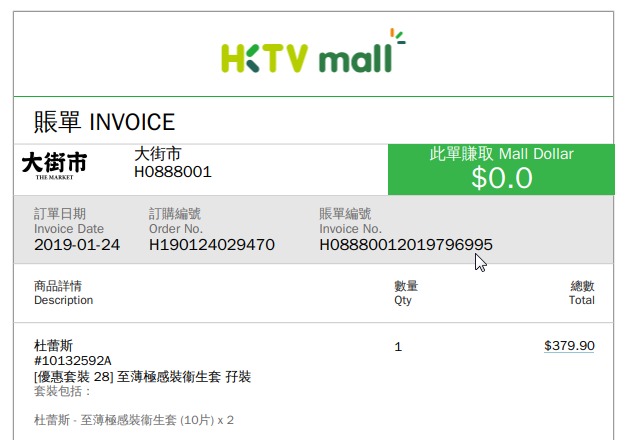 HKTV mall
賬單 INVOICE
大街市
THE MARKET
大街市
H0888001
此單賺取 Mall Dollar
$0.0
訂單日期
Invoice Date
2019-01-24
訂購編號
Order No.
H190124029470
賬單編號
Invoice No.
H08880012019796995
商品詳情
Description
數量
Qty
總數
Total
杜蕾斯
#10132592A
[優惠套裝 28] 至薄極感裝衞生套 孖裝
套裝包括：
杜蕾斯 - 至薄極感裝衞生套 (10片) x 2
1
$379.90